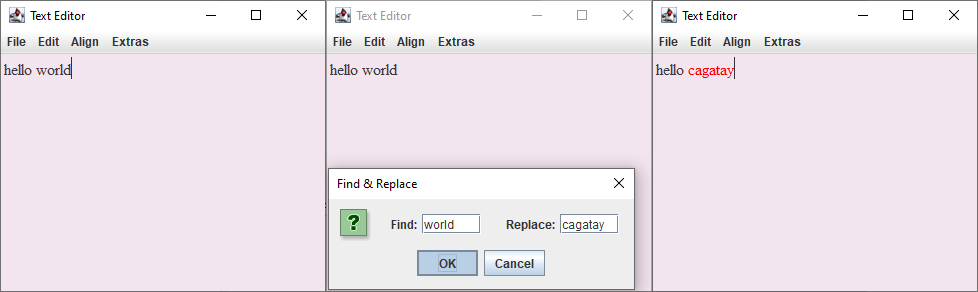 Text Editor
File Edit Align Extras
hello world
Text Editor
File Edit Align Extras
hello world
Find & Replace
? Find: world Replace: cagatay
OK Cancel
Text Editor
File Edit Align Extras
hello cagatay